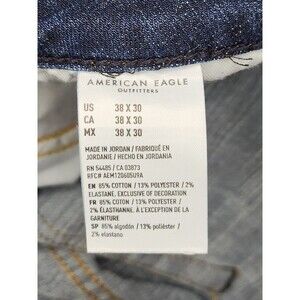 AMERICAN EAGLE
OUTFITTERS
US 38 X 30
CA 38 X 30
MX 38 X 30
MADE IN JORDAN / FABRIQUÉ EN
JORDANIE / HECHO EN JORDANIA
RN 54485 / CA 03873
RFC# AEM120605U9A
EN 85% COTTON / 13% POLYESTER / 2%
ELASTANE, EXCLUSIVE OF DECORATION
FR 85% COTON / 13% POLYESTER /
2% ÉLASTHANNE, À L'EXCEPTION DE LA
GARNITURE
SP 85% algodón / 13% poliéster /
2% elastano